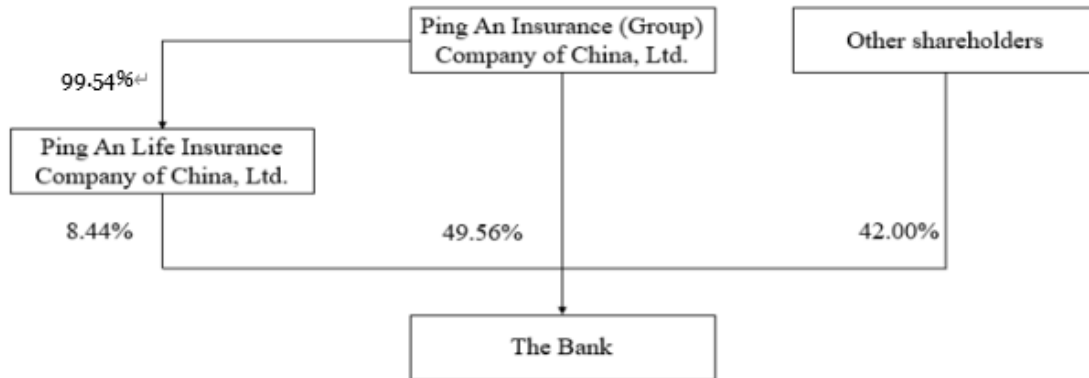 Ping An Insurance (Group)
Company of China, Ltd.
Other shareholders
99.54%↵
Ping An Life Insurance
Company of China, Ltd.
8.44%
49.56%
42.00%
The Bank